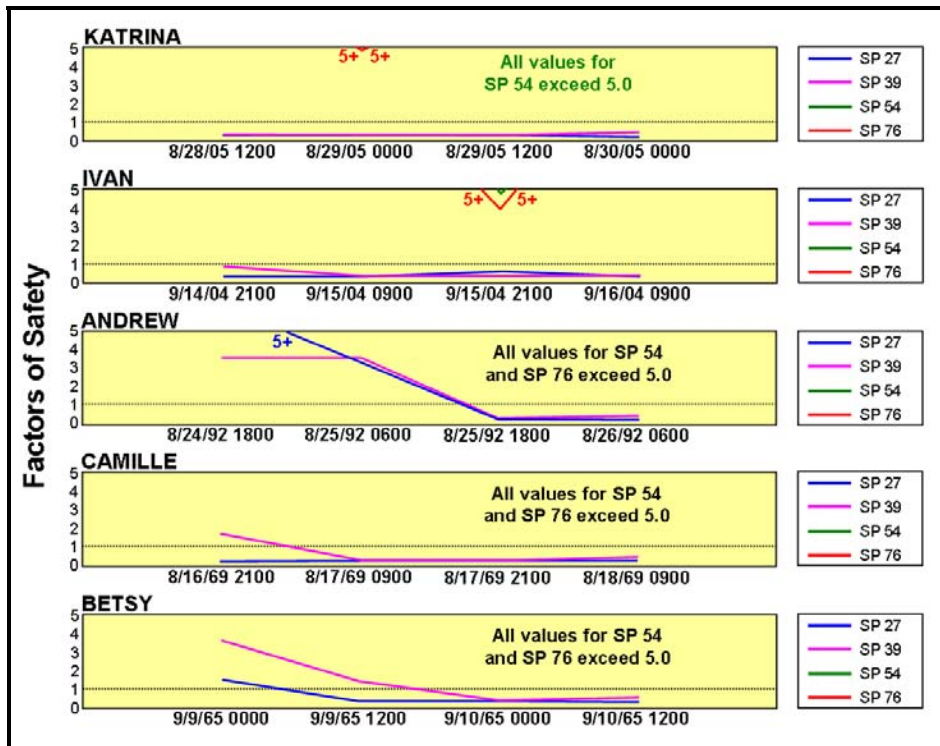 Factors of Safety
KATRINA
5
4
3
2
1
0
5+ 5+
All values for
SP 54 exceed 5.0
8/28/05 1200 8/29/05 0000 8/29/05 1200 8/30/05 0000
SP 27
SP 39
SP 54
SP 76
IVAN
5
4
3
2
1
0
5+ 5+
9/14/04 2100 9/15/04 0900 9/15/04 2100 9/16/04 0900
SP 27
SP 39
SP 54
SP 76
ANDREW
5
4
3
2
1
0
5+
All values for SP 54
and SP 76 exceed 5.0
8/24/92 1800 8/25/92 0600 8/25/92 1800 8/26/92 0600
SP 27
SP 39
SP 54
SP 76
CAMILLE
5
4
3
2
1
0
All values for SP 54
and SP 76 exceed 5.0
8/16/69 2100 8/17/69 0900 8/17/69 2100 8/18/69 0900
SP 27
SP 39
SP 54
SP 76
BETSY
5
4
3
2
1
0
All values for SP 54
and SP 76 exceed 5.0
9/9/65 0000 9/9/65 1200 9/10/65 0000 9/10/65 1200
SP 27
SP 39
SP 54
SP 76